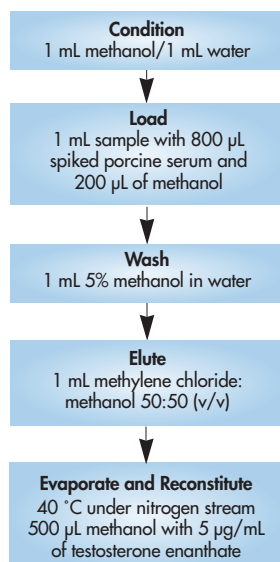 Condition
1 mL methanol/1 mL water
Load
1 mL sample with 800 µL
spiked porcine serum and
200 µL of methanol
Wash
1 mL 5% methanol in water
Elute
1 mL methylene chloride:
methanol 50:50 (v/v)
Evaporate and Reconstitute
40 ˚C under nitrogen stream
500 µL methanol with 5 µg/mL
of testosterone enanthate